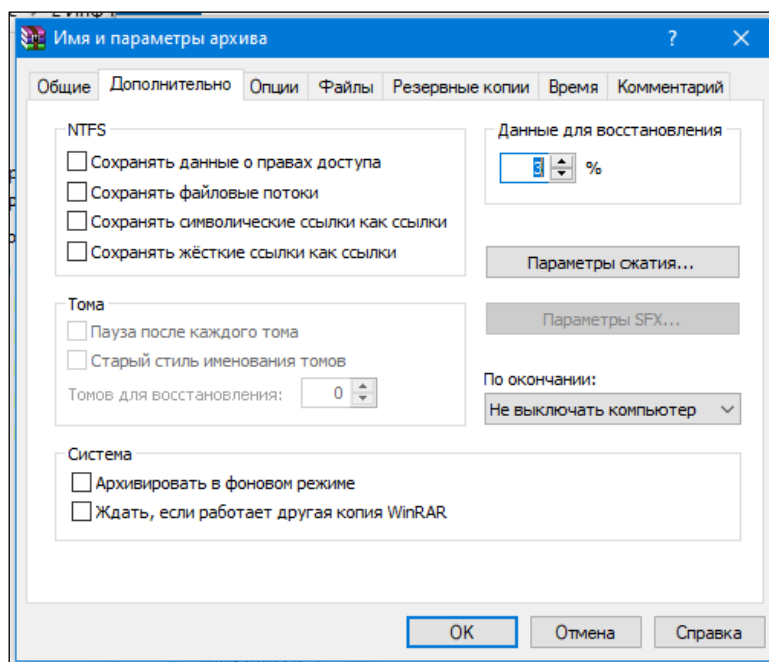 Имя и параметры архива
Общие Дополнительно Опции Файлы Резервные копии Время Комментарий
NTFS
Сохранять данные о правах доступа
Сохранять файловые потоки
Сохранять символические ссылки как ссылки
Сохранять жёсткие ссылки как ссылки
Данные для восстановления
3 %
Параметры сжатия...
Параметры SFX...
Тома
Пауза после каждого тома
Старый стиль именования томов
Томов для восстановления: 0
По окончании:
Не выключать компьютер
Система
Архивировать в фоновом режиме
Ждать, если работает другая копия WinRAR
ОК Отмена Справка